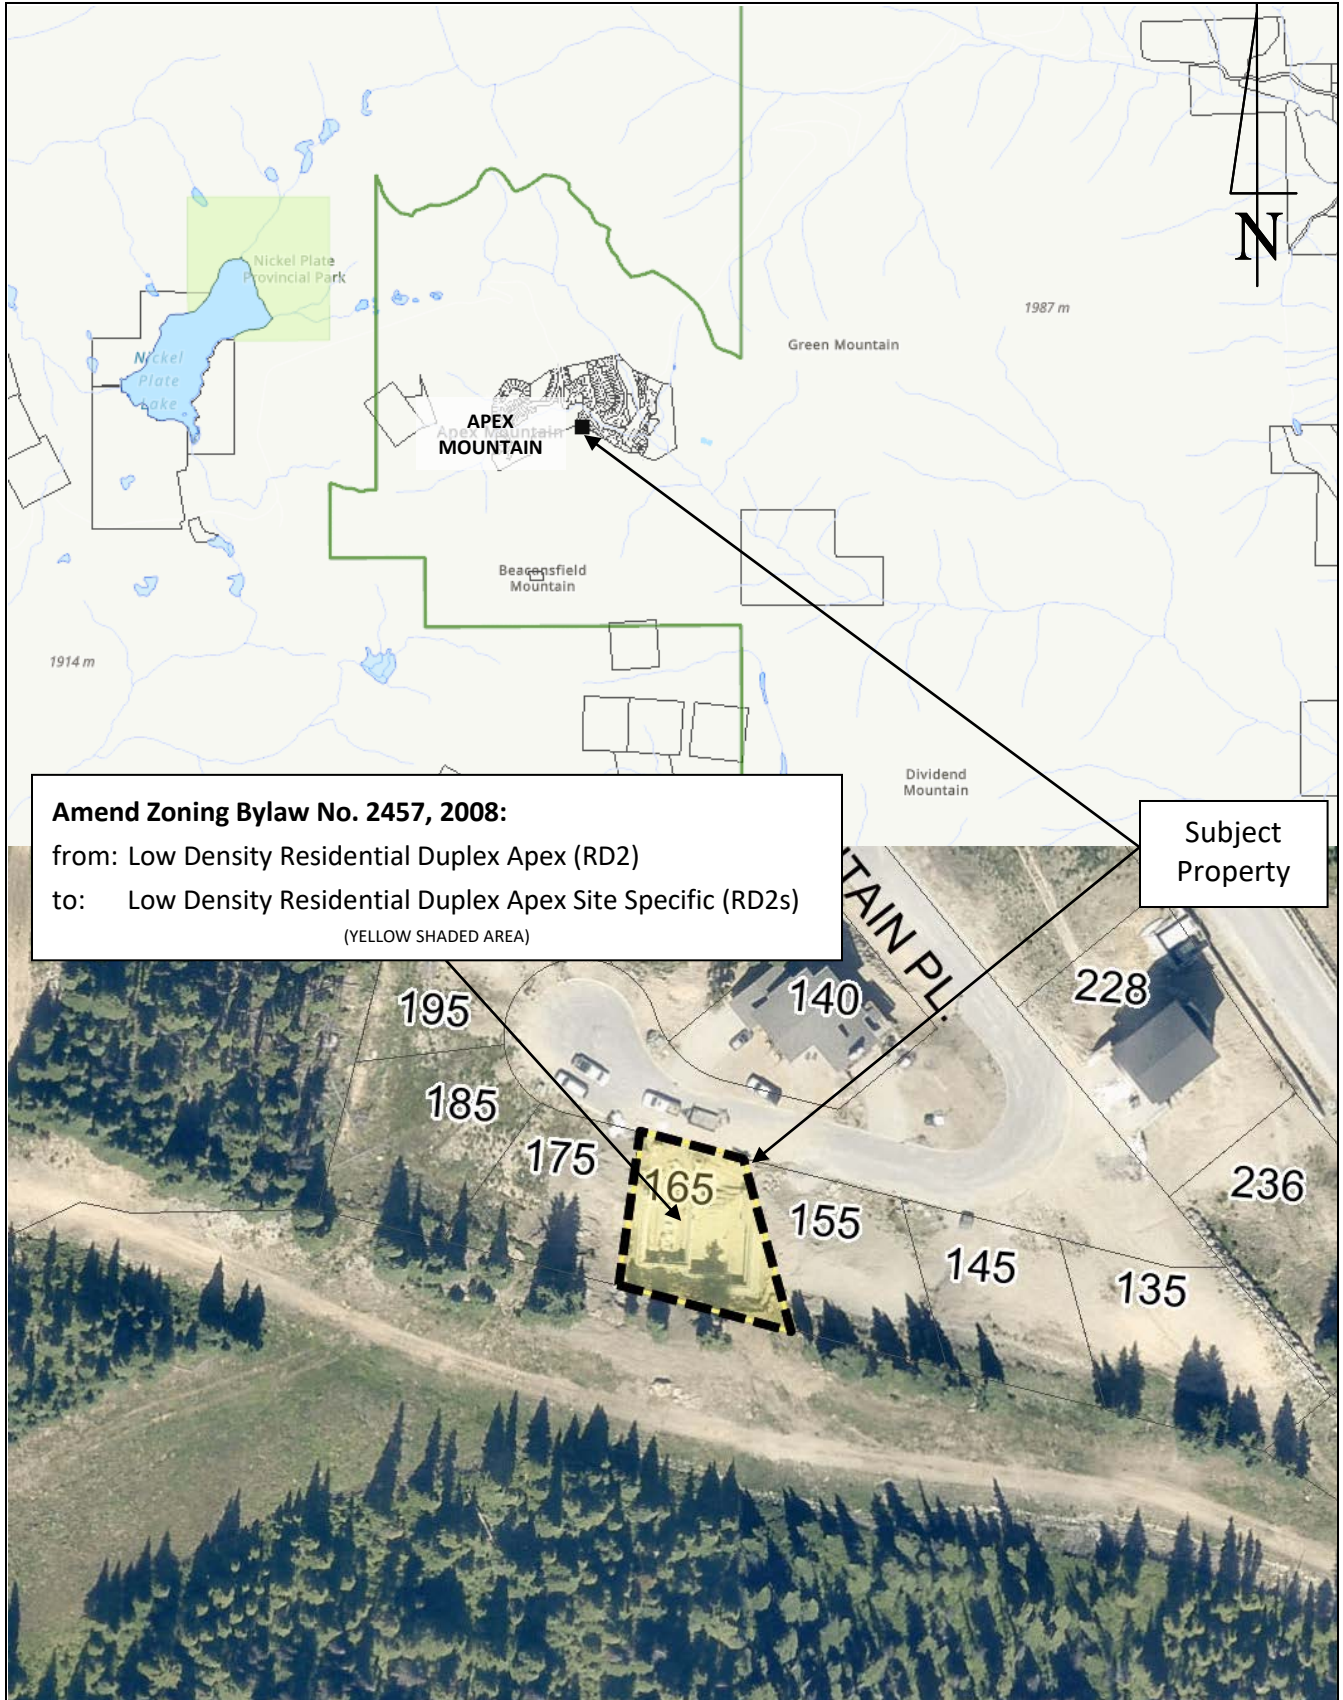 N
Nickel Plate
Provincial Park
1987 m
Green Mountain
Nickel
Plate
Lake
APEX
MOUNTAIN
Apex Mountain
Beaconsfield
Mountain
1914 m
Dividend
Mountain
Amend Zoning Bylaw No. 2457, 2008:
from: Low Density Residential Duplex Apex (RD2)
to: Low Density Residential Duplex Apex Site Specific (RD2s)
(YELLOW SHADED AREA)
Subject
Property
TAIN PL.
195
140
228
185
175
165
155
236
145
135